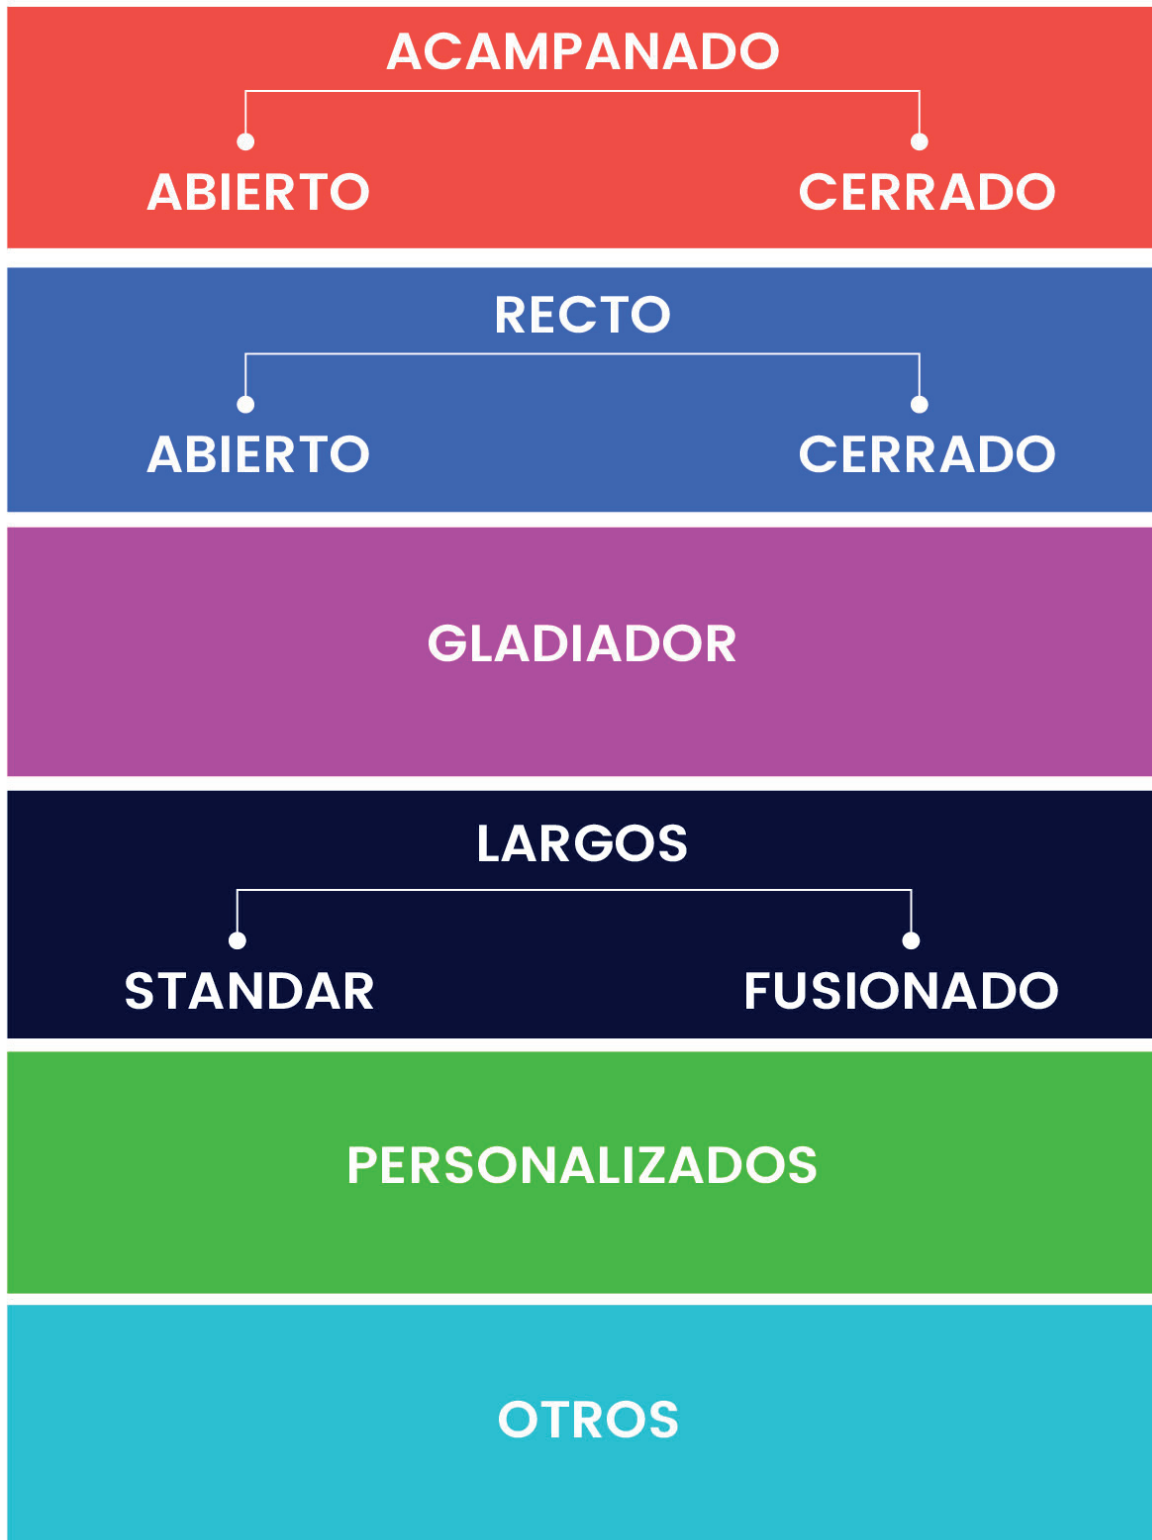 ACAMPANADO
ABIERTO CERRADO
RECTO
ABIERTO CERRADO
GLADIADOR
LARGOS
STANDAR FUSIONADO
PERSONALIZADOS
OTROS